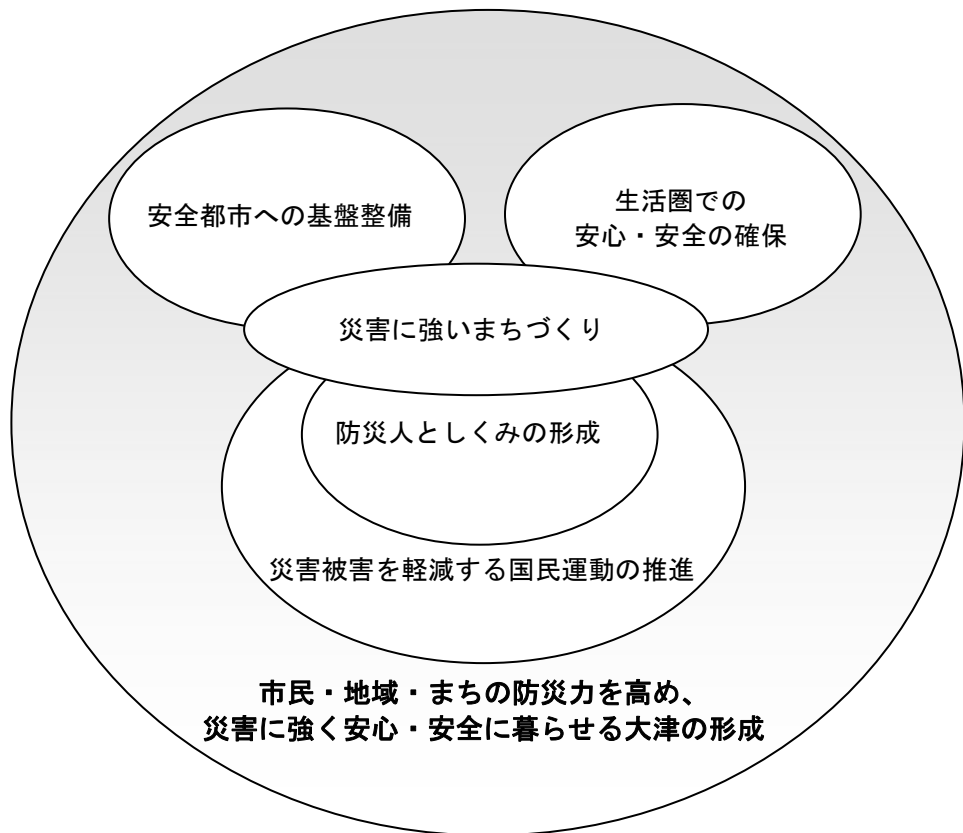 安全都市への基盤整備
生活圏での
安心・安全の確保
災害に強いまちづくり
防災人としくみの形成
災害被害を軽減する国民運動の推進
市民・地域・まちの防災力を高め、
災害に強く安心・安全に暮らせる大津の形成